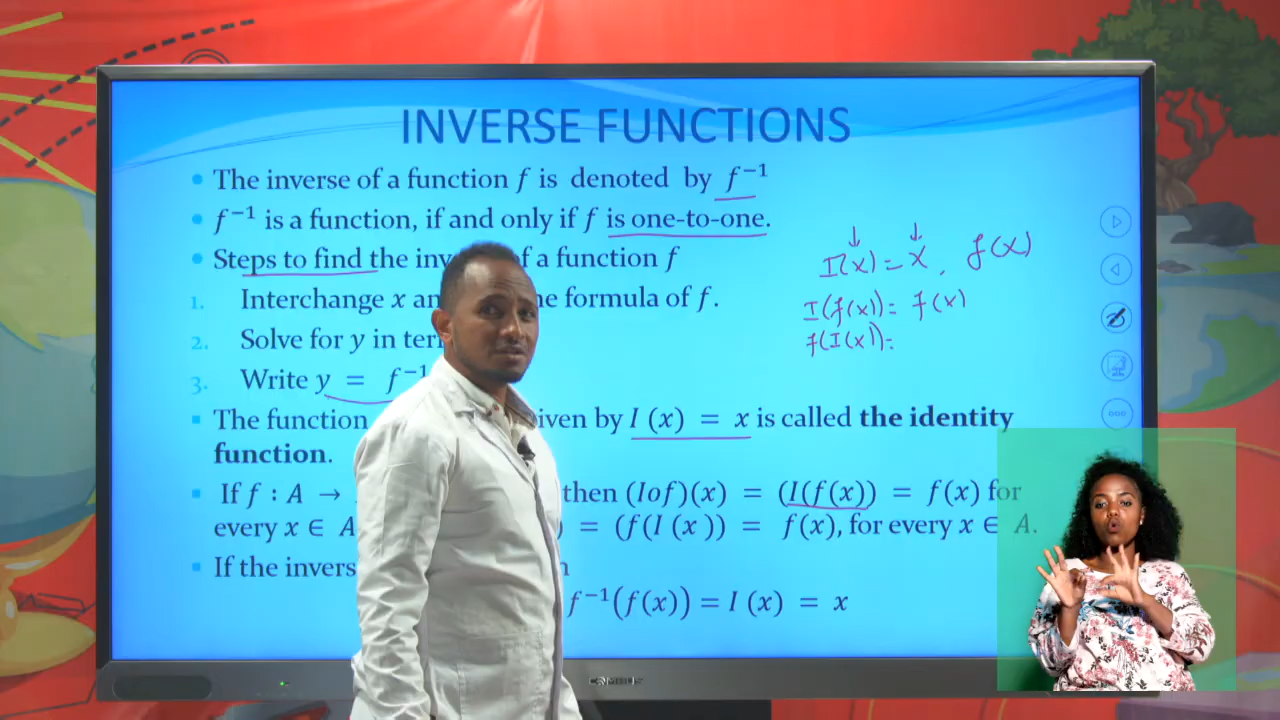 INVERSE FUNCTIONS
• The inverse of a function f is denoted by f⁻¹
• f⁻¹ is a function, if and only if f is one-to-one.
• Steps to find the inv of a function f
1. Interchange x an he formula of f.
2. Solve for y in ter
3. Write y = f⁻¹
▪ The function iven by I (x) = x is called the identity
function.
▪ If f : A → then (Iof)(x) = (I(f(x)) = f(x) for
every x ∈ A ) = (f(I (x )) = f(x), for every x ∈ A.
▪ If the invers n
f⁻¹(f(x)) = I (x) = x
I(x) = x, f(x)
I(f(x)) = f(x)
f(I(x)) =